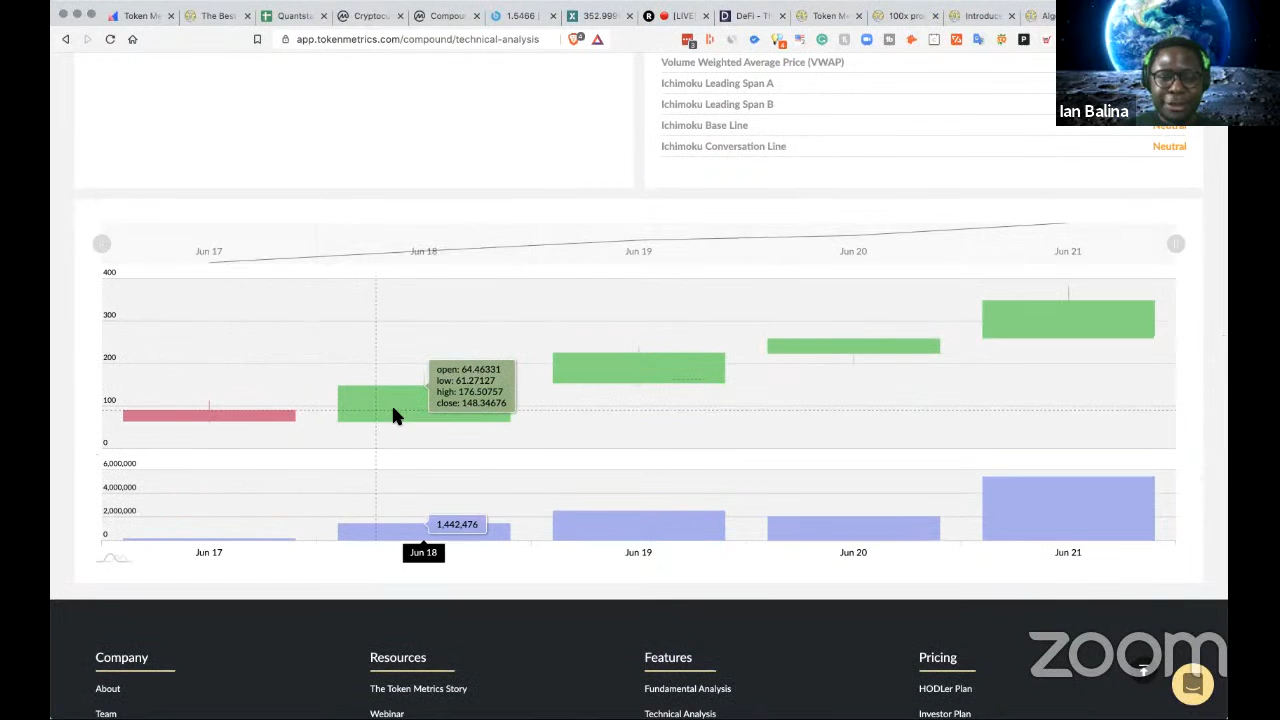 Token Me
The Best
Quantsta
Cryptocu
Compou
1.5466
352.999
[LIVE]
DeFi - Th
Token Me
100x pro
Introduc
Alg
app.tokenmetrics.com/compound/technical-analysis
Ian Balina
Volume Weighted Average Price (VWAP)
Ichimoku Leading Span A
Ichimoku Leading Span B
Ichimoku Base Line
Neutral
Ichimoku Conversation Line
Neutral
Jun 17
Jun 18
Jun 19
Jun 20
Jun 21
400
300
200
100
0
open: 64.46331
low: 61.27127
high: 176.50757
close: 148.34676
6,000,000
4,000,000
2,000,000
0
1,442,476
Jun 17
Jun 18
Jun 19
Jun 20
Jun 21
Company
Resources
Features
Pricing
About
The Token Metrics Story
Fundamental Analysis
HODLer Plan
Team
Webinar
Technical Analysis
Investor Plan
zoom